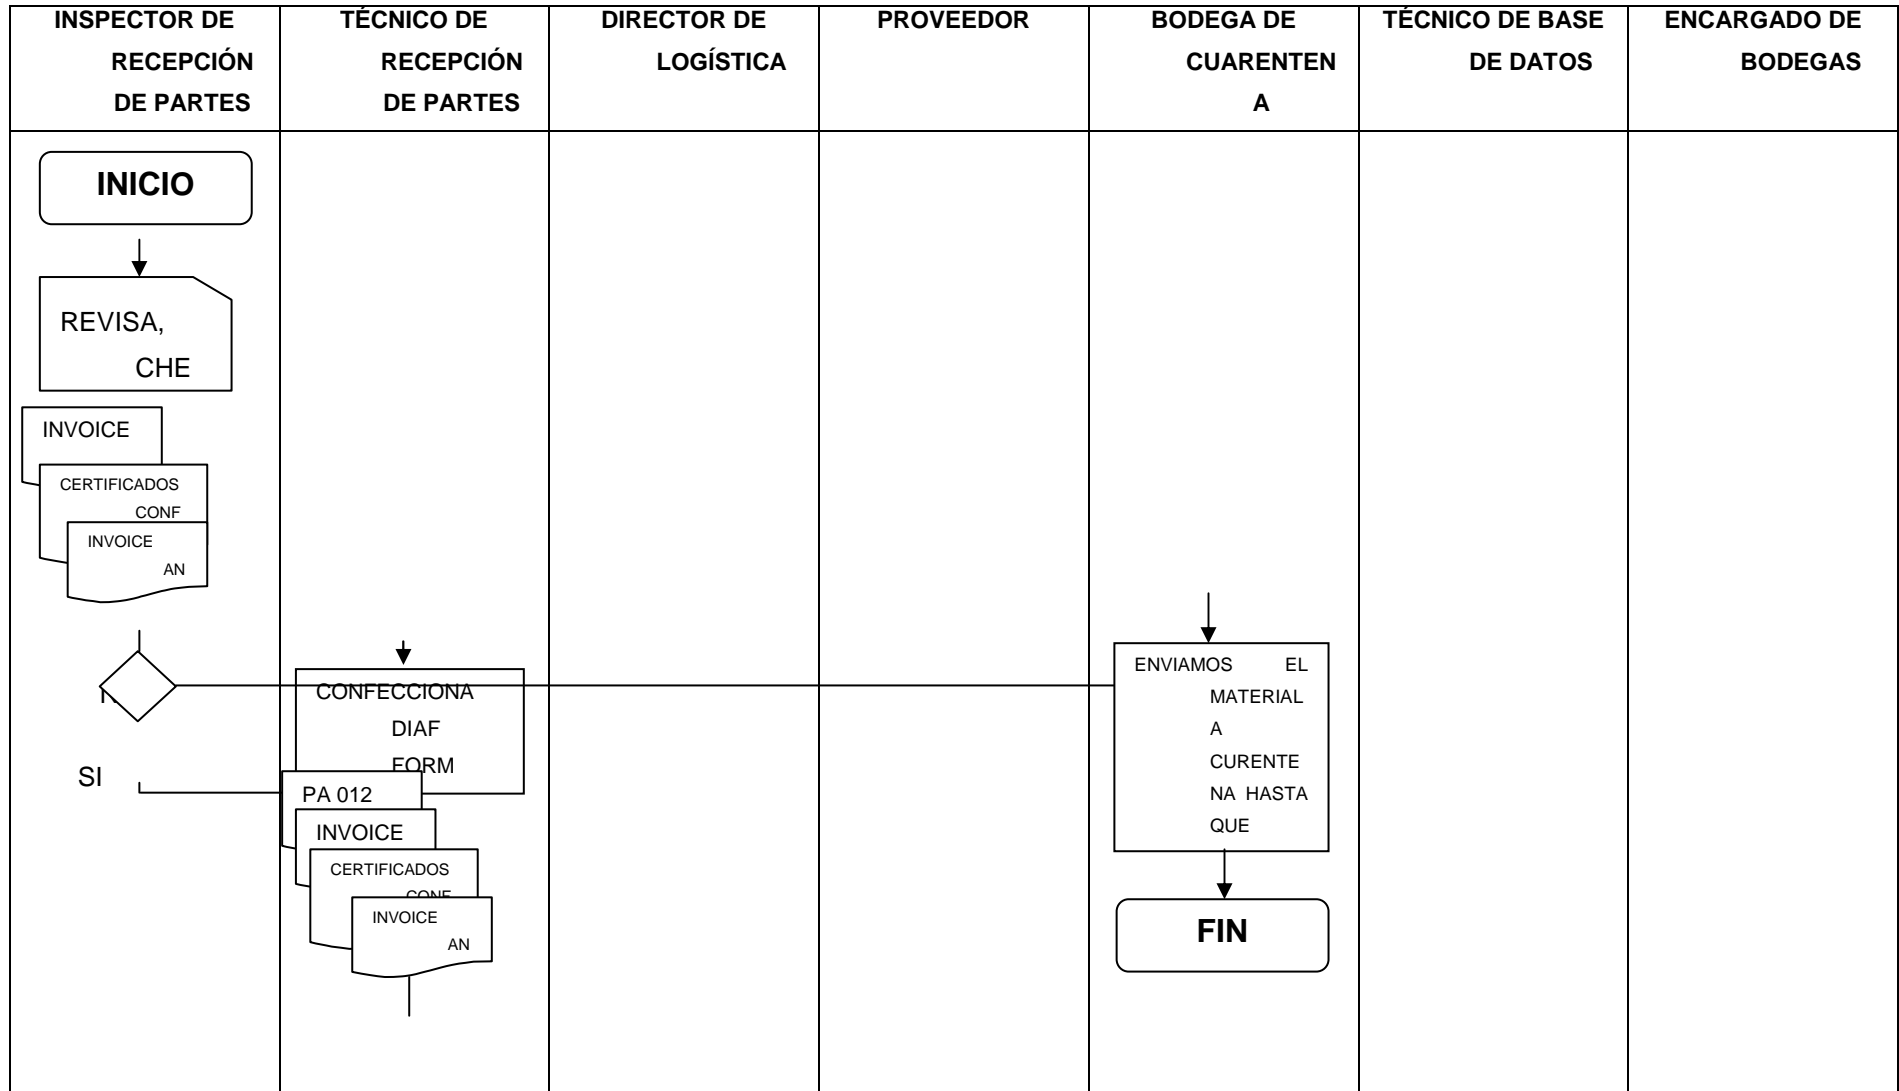 INSPECTOR DE
RECEPCIÓN
DE PARTES
TÉCNICO DE
RECEPCIÓN
DE PARTES
DIRECTOR DE
LOGÍSTICA
PROVEEDOR
BODEGA DE
CUARENTEN
A
TÉCNICO DE BASE
DE DATOS
ENCARGADO DE
BODEGAS
INICIO
REVISA,
CHE
INVOICE
CERTIFICADOS
CONF
INVOICE
AN
SI
CONFECCIONA
DIAF
FORM
PA 012
INVOICE
CERTIFICADOS
CONF
INVOICE
AN
ENVIAMOS EL
MATERIAL
A
CURENTE
NA HASTA
QUE
FIN